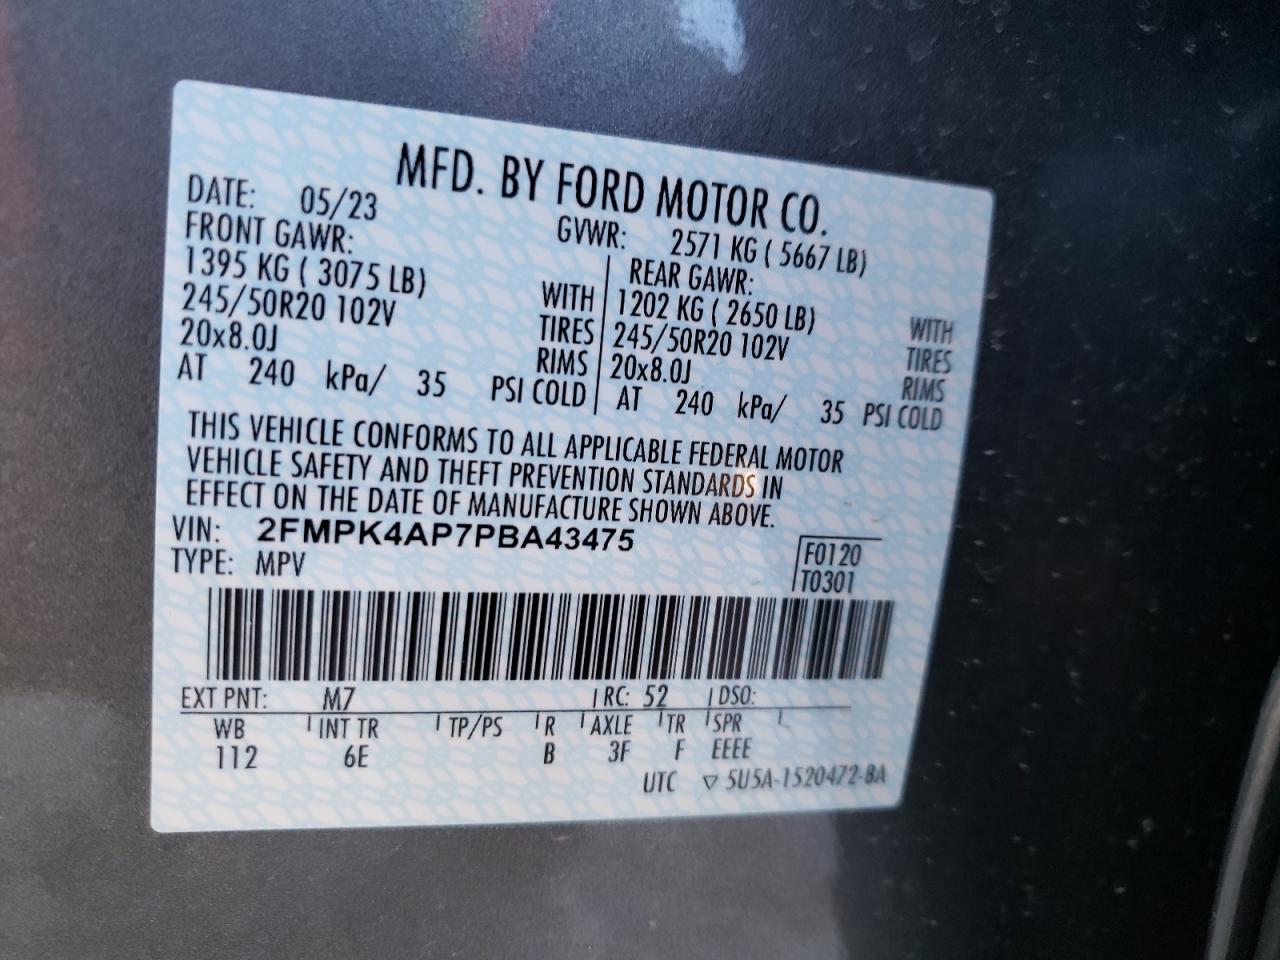 MFD. BY FORD MOTOR CO.
DATE: 05/23 GVWR: 2571 KG ( 5667 LB)
FRONT GAWR: REAR GAWR:
1395 KG ( 3075 LB) WITH 1202 KG ( 2650 LB) WITH
245/50R20 102V TIRES 245/50R20 102V TIRES
20x8.0J RIMS 20x8.0J RIMS
AT 240 kPa/ 35 PSI COLD AT 240 kPa/ 35 PSI COLD
THIS VEHICLE CONFORMS TO ALL APPLICABLE FEDERAL MOTOR
VEHICLE SAFETY AND THEFT PREVENTION STANDARDS IN
EFFECT ON THE DATE OF MANUFACTURE SHOWN ABOVE.
VIN: 2FMPK4AP7PBA43475
TYPE: MPV
F0120
T0301
EXT PNT: M7 RC: 52 DSO:
WB INT TR TP/PS R AXLE TR SPR
112 6E B 3F F EEEE
UTC ▽ 5U5A-1520472-BA